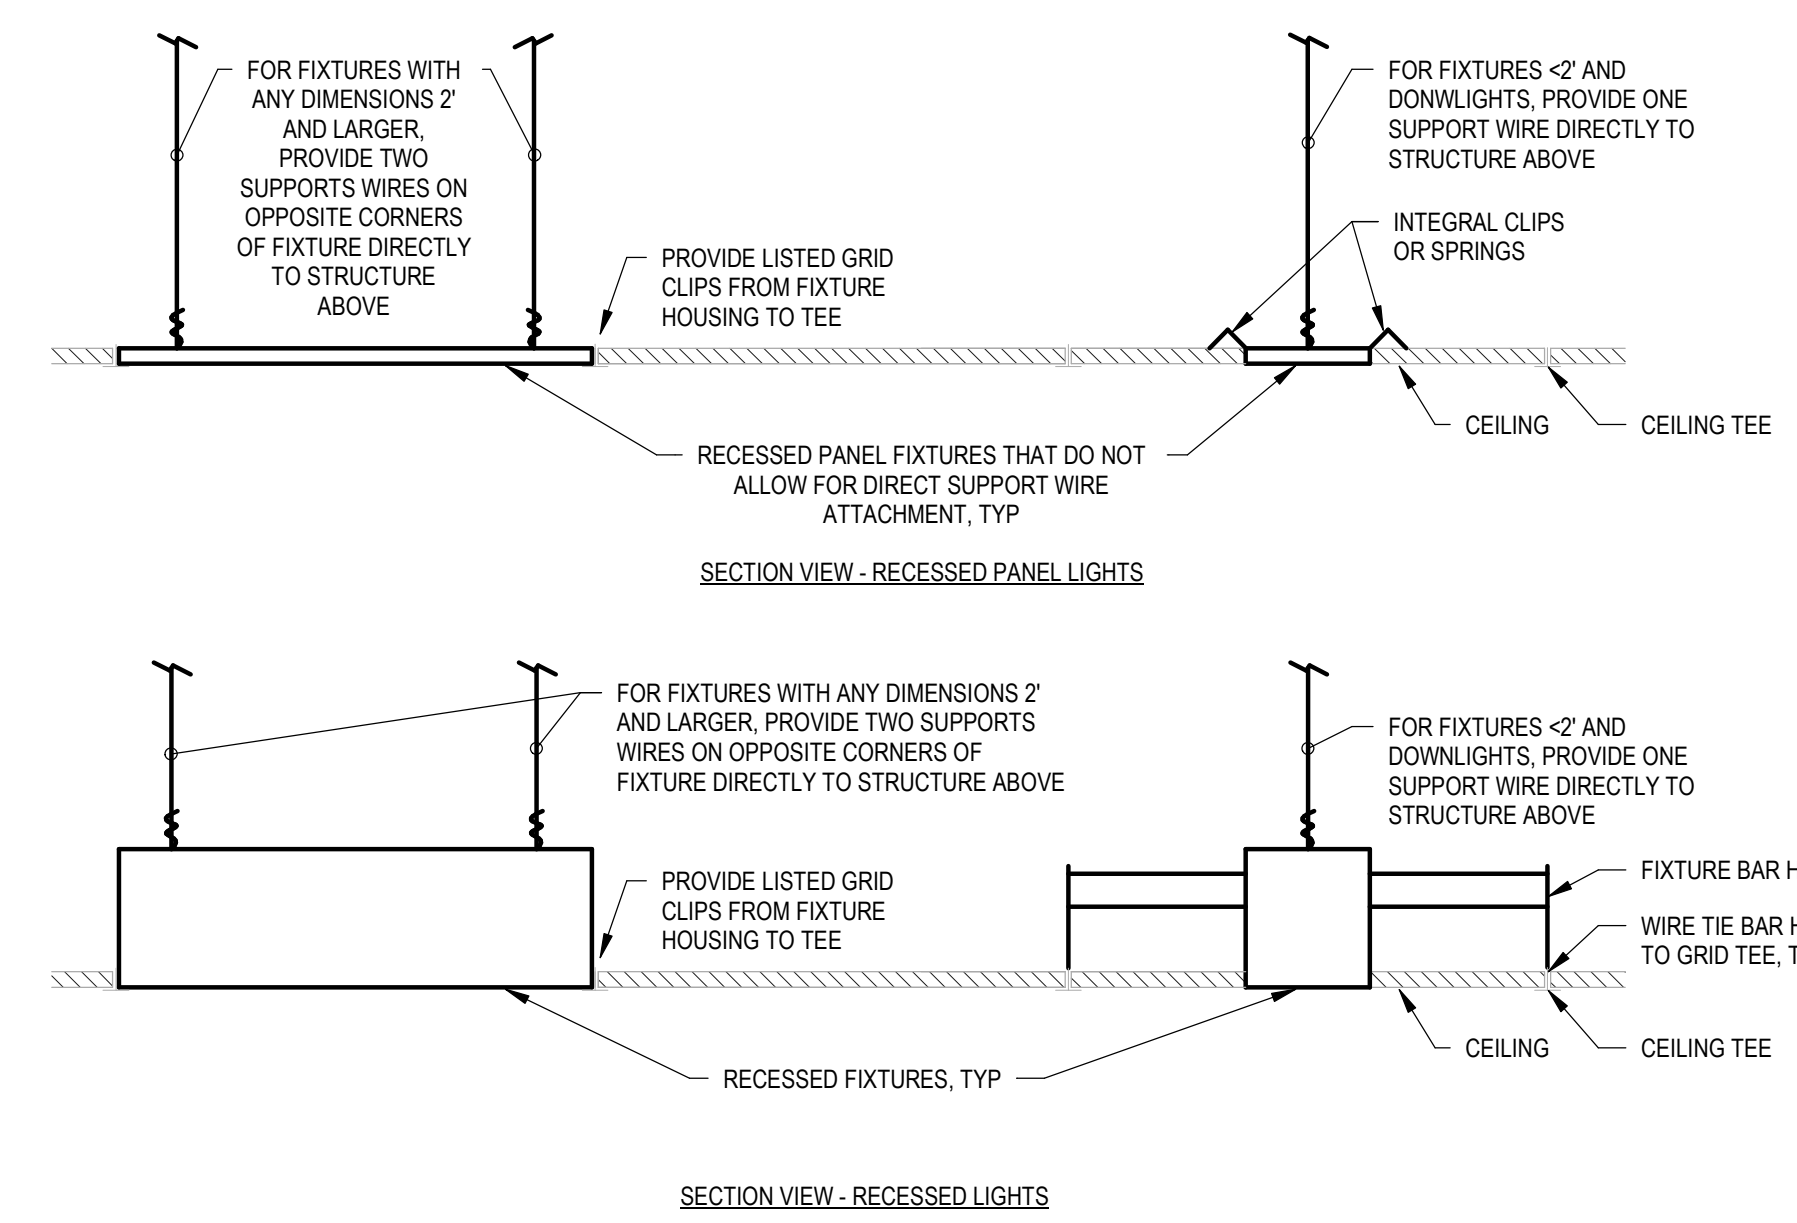 FOR FIXTURES WITH
ANY DIMENSIONS 2'
AND LARGER,
PROVIDE TWO
SUPPORTS WIRES ON
OPPOSITE CORNERS
OF FIXTURE DIRECTLY
TO STRUCTURE
ABOVE
PROVIDE LISTED GRID
CLIPS FROM FIXTURE
HOUSING TO TEE
FOR FIXTURES <2' AND
DONWLIGHTS, PROVIDE ONE
SUPPORT WIRE DIRECTLY TO
STRUCTURE ABOVE
INTEGRAL CLIPS
OR SPRINGS
CEILING
CEILING TEE
RECESSED PANEL FIXTURES THAT DO NOT
ALLOW FOR DIRECT SUPPORT WIRE
ATTACHMENT, TYP
SECTION VIEW - RECESSED PANEL LIGHTS
FOR FIXTURES WITH ANY DIMENSIONS 2'
AND LARGER, PROVIDE TWO SUPPORTS
WIRES ON OPPOSITE CORNERS OF
FIXTURE DIRECTLY TO STRUCTURE ABOVE
PROVIDE LISTED GRID
CLIPS FROM FIXTURE
HOUSING TO TEE
FOR FIXTURES <2' AND
DOWNLIGHTS, PROVIDE ONE
SUPPORT WIRE DIRECTLY TO
STRUCTURE ABOVE
FIXTURE BAR
WIRE TIE BAR
TO GRID TEE,
CEILING
CEILING TEE
RECESSED FIXTURES, TYP
SECTION VIEW - RECESSED LIGHTS